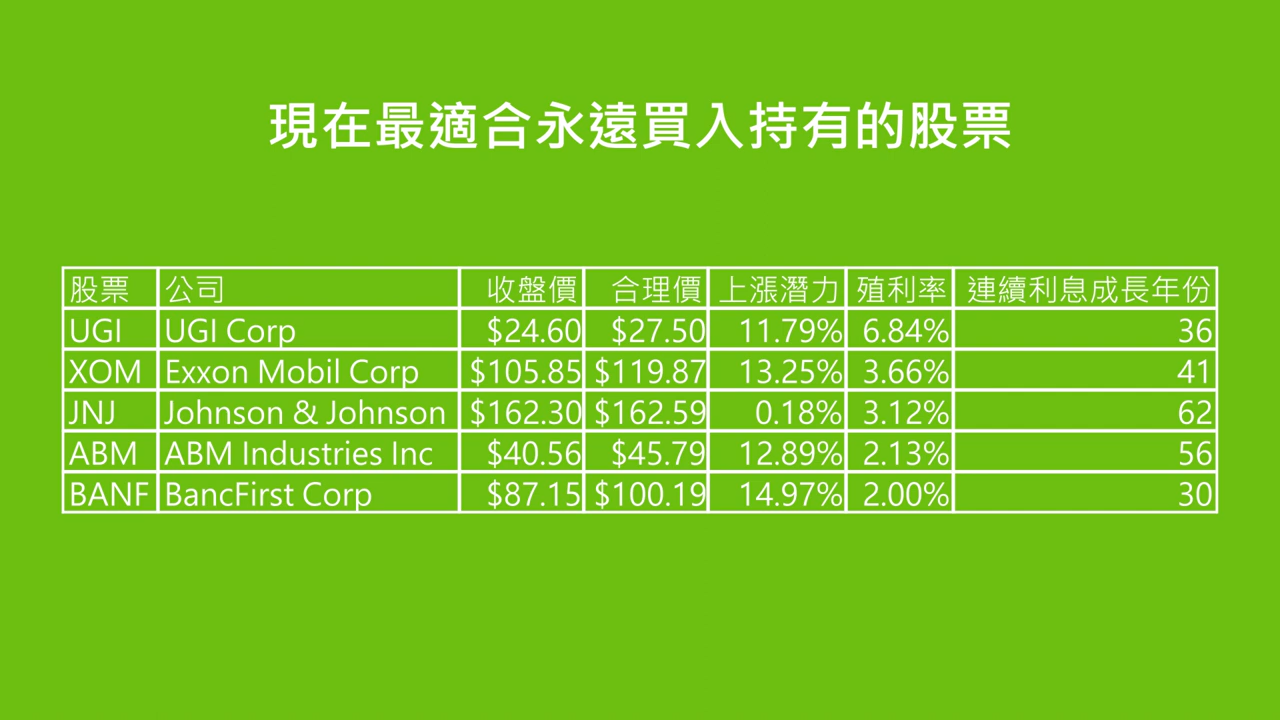 現在最適合永遠買入持有的股票
股票 公司 收盤價 合理價 上漲潛力 殖利率 連續利息成長年份
UGI UGI Corp $24.60 $27.50 11.79% 6.84% 36
XOM Exxon Mobil Corp $105.85 $119.87 13.25% 3.66% 41
JNJ Johnson & Johnson $162.30 $162.59 0.18% 3.12% 62
ABM ABM Industries Inc $40.56 $45.79 12.89% 2.13% 56
BANF BancFirst Corp $87.15 $100.19 14.97% 2.00% 30